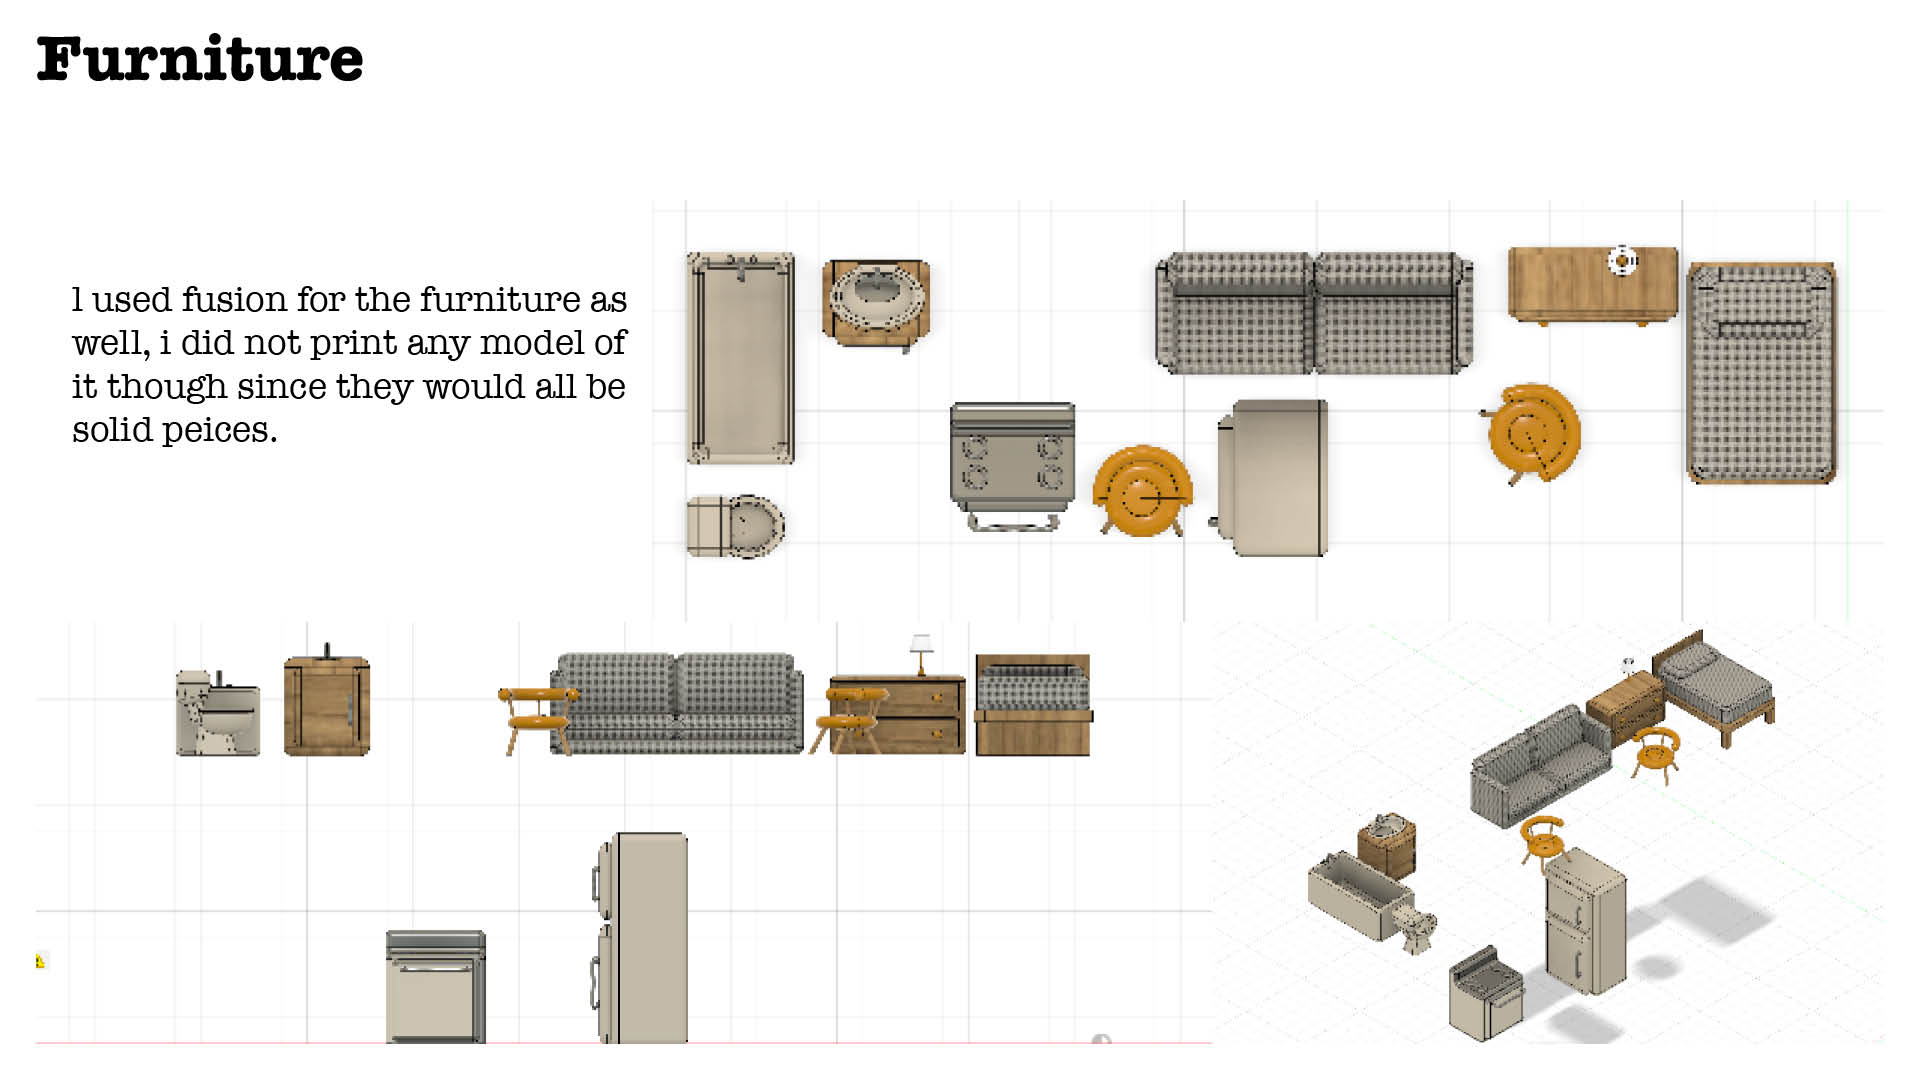 Furniture
I used fusion for the furniture as
well, i did not print any model of
it though since they would all be
solid peices.